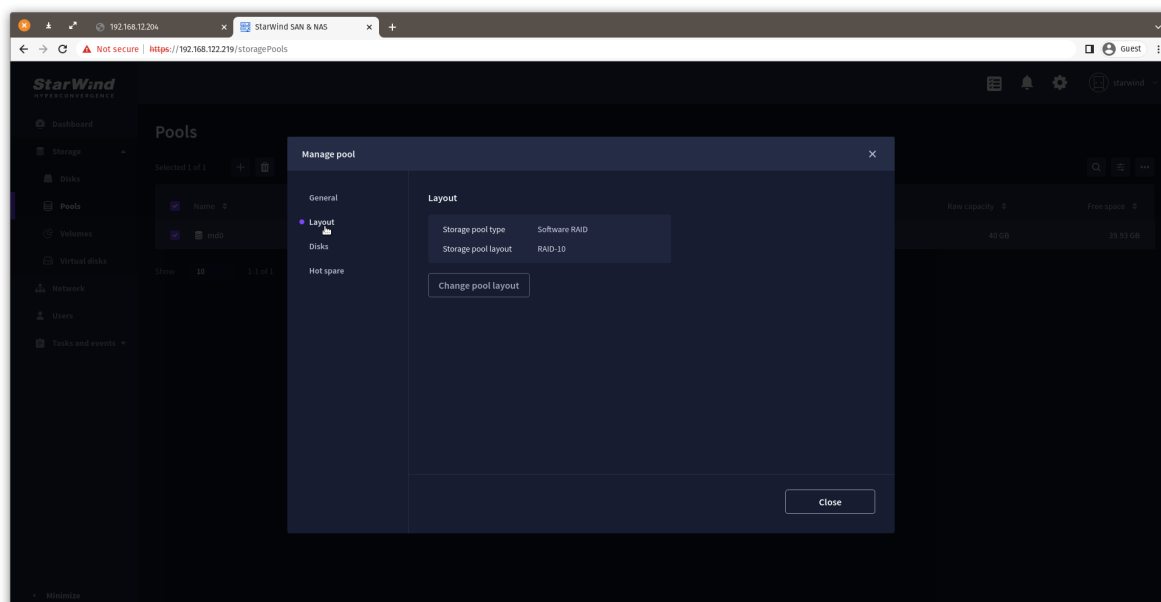 192.168.12.204
StarWind SAN & NAS
Not secure | https://192.168.122.219/storagePools
Guest
StarWind
HYPERCONVERGENCE
starwind
Dashboard
Storage
Disks
Pools
Volumes
Virtual disks
Network
Users
Tasks and events
Minimize
Pools
Selected 1 of 1
Name
Raw capacity
Free space
md0
40 GB
39.93 GB
Show 10 1-1 of 1
Manage pool
General
Layout
Disks
Hot spare
Layout
Storage pool type Software RAID
Storage pool layout RAID-10
Change pool layout
Close